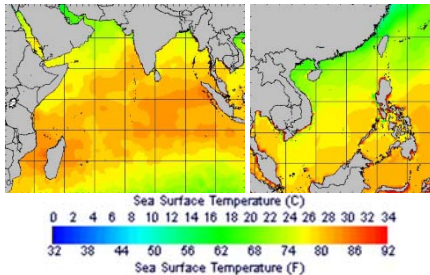 Sea Surface Temperature (C)
0 2 4 6 8 10 12 14 16 18 20 22 24 26 28 30 32 34
32 38 44 50 56 62 68 74 80 86 92
Sea Surface Temperature (F)